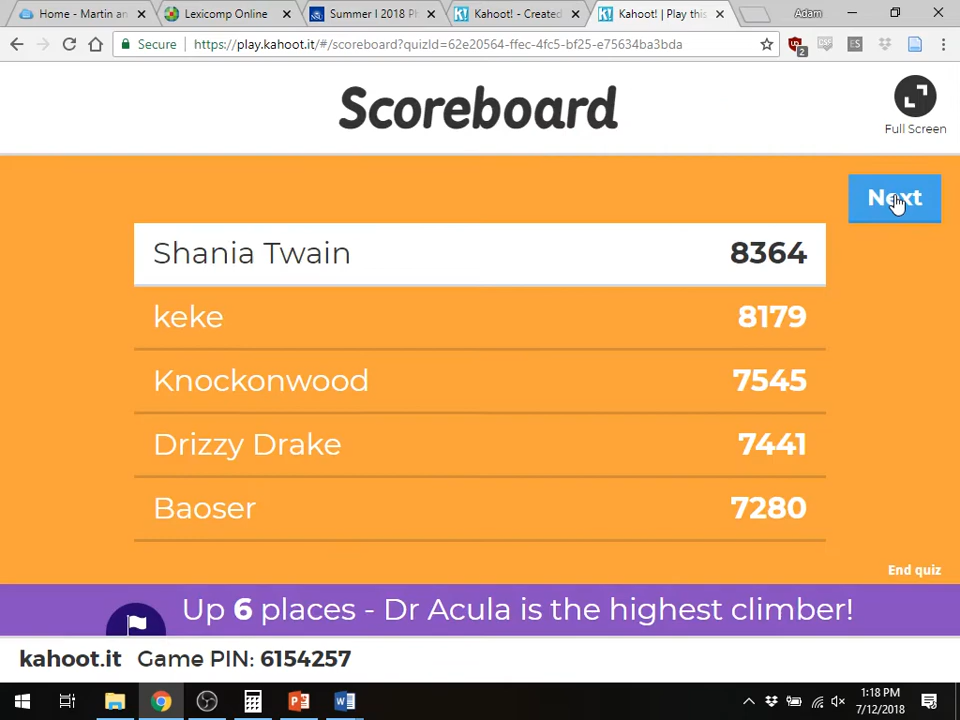 Home - Martin an
Lexicomp Online
Summer I 2018 Ph
Kahoot! - Created
Kahoot! | Play this
Adam
Secure
https://play.kahoot.it/#/scoreboard?quizId=62e20564-ffec-4fc5-bf25-e75634ba3bda
2
ES
Scoreboard
Full Screen
Next
Shania Twain 8364
keke 8179
Knockonwood 7545
Drizzy Drake 7441
Baoser 7280
End quiz
Up 6 places - Dr Acula is the highest climber!
kahoot.it Game PIN: 6154257
1:18 PM
7/12/2018